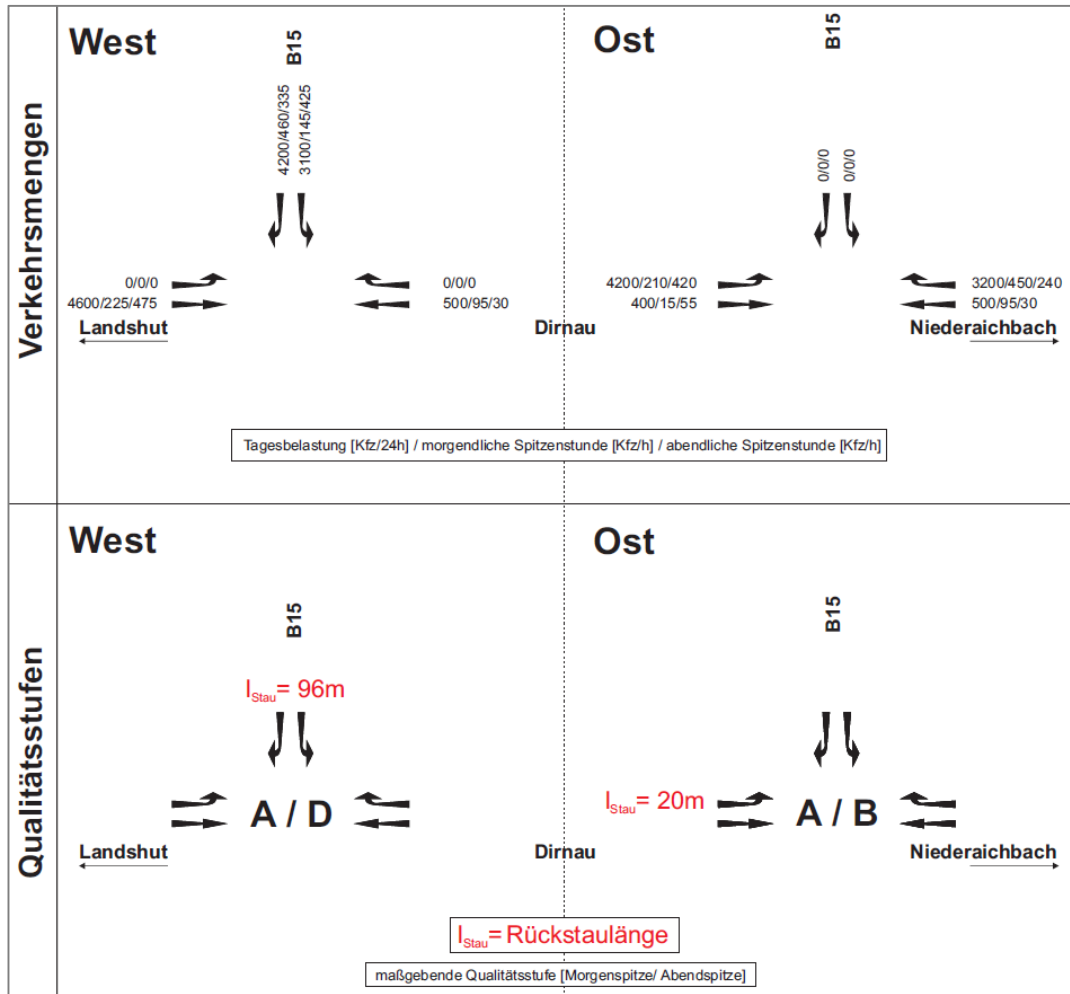 Verkehrsmengen
West
B15
4200/460/335
3100/145/425
0/0/0
4600/225/475
0/0/0
500/95/30
Landshut
Dirnau
Ost
B15
0/0/0
0/0/0
4200/210/420
400/15/55
3200/450/240
500/95/30
Niederaichbach
Tagesbelastung [Kfz/24h] / morgendliche Spitzenstunde [Kfz/h] / abendliche Spitzenstunde [Kfz/h]
Qualitätsstufen
West
B15
lStau= 96m
A / D
Landshut
Dirnau
Ost
B15
lStau= 20m
A / B
Niederaichbach
lStau= Rückstaulänge
maßgebende Qualitätsstufe [Morgenspitze/ Abendspitze]